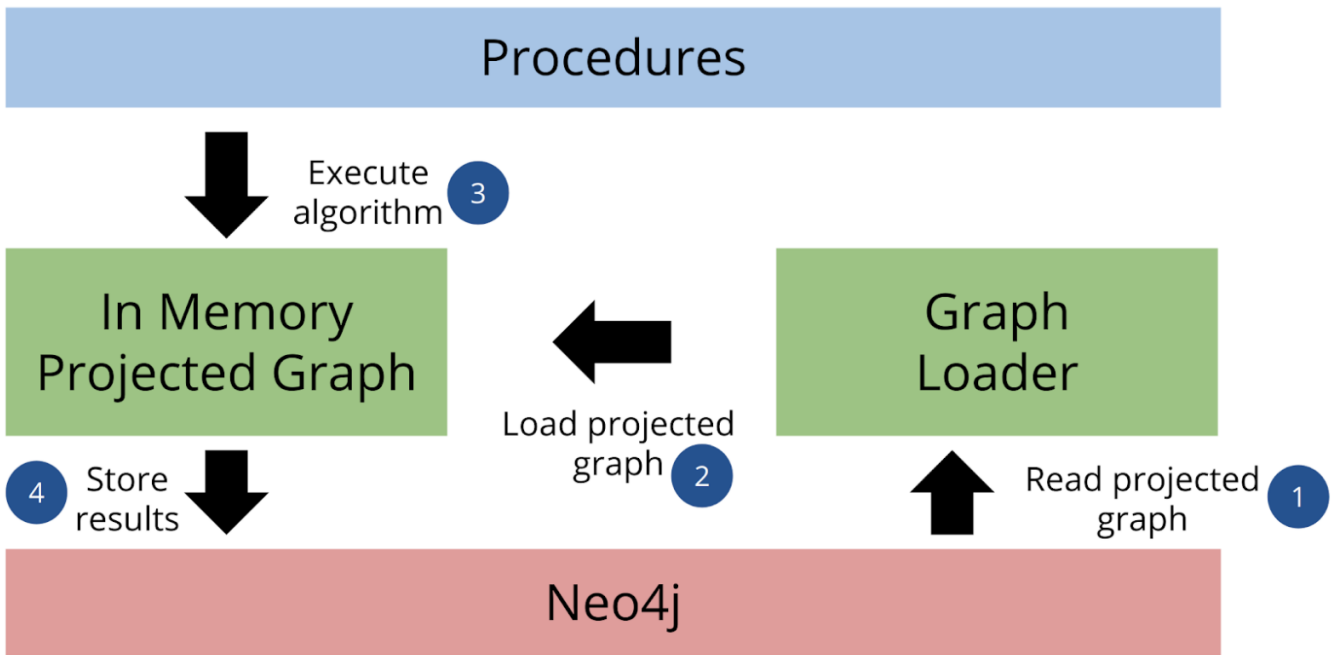 Procedures
Execute
algorithm
3
In Memory
Projected Graph
Graph
Loader
Load projected
graph
2
4
Store
results
Read projected
graph
1
Neo4j